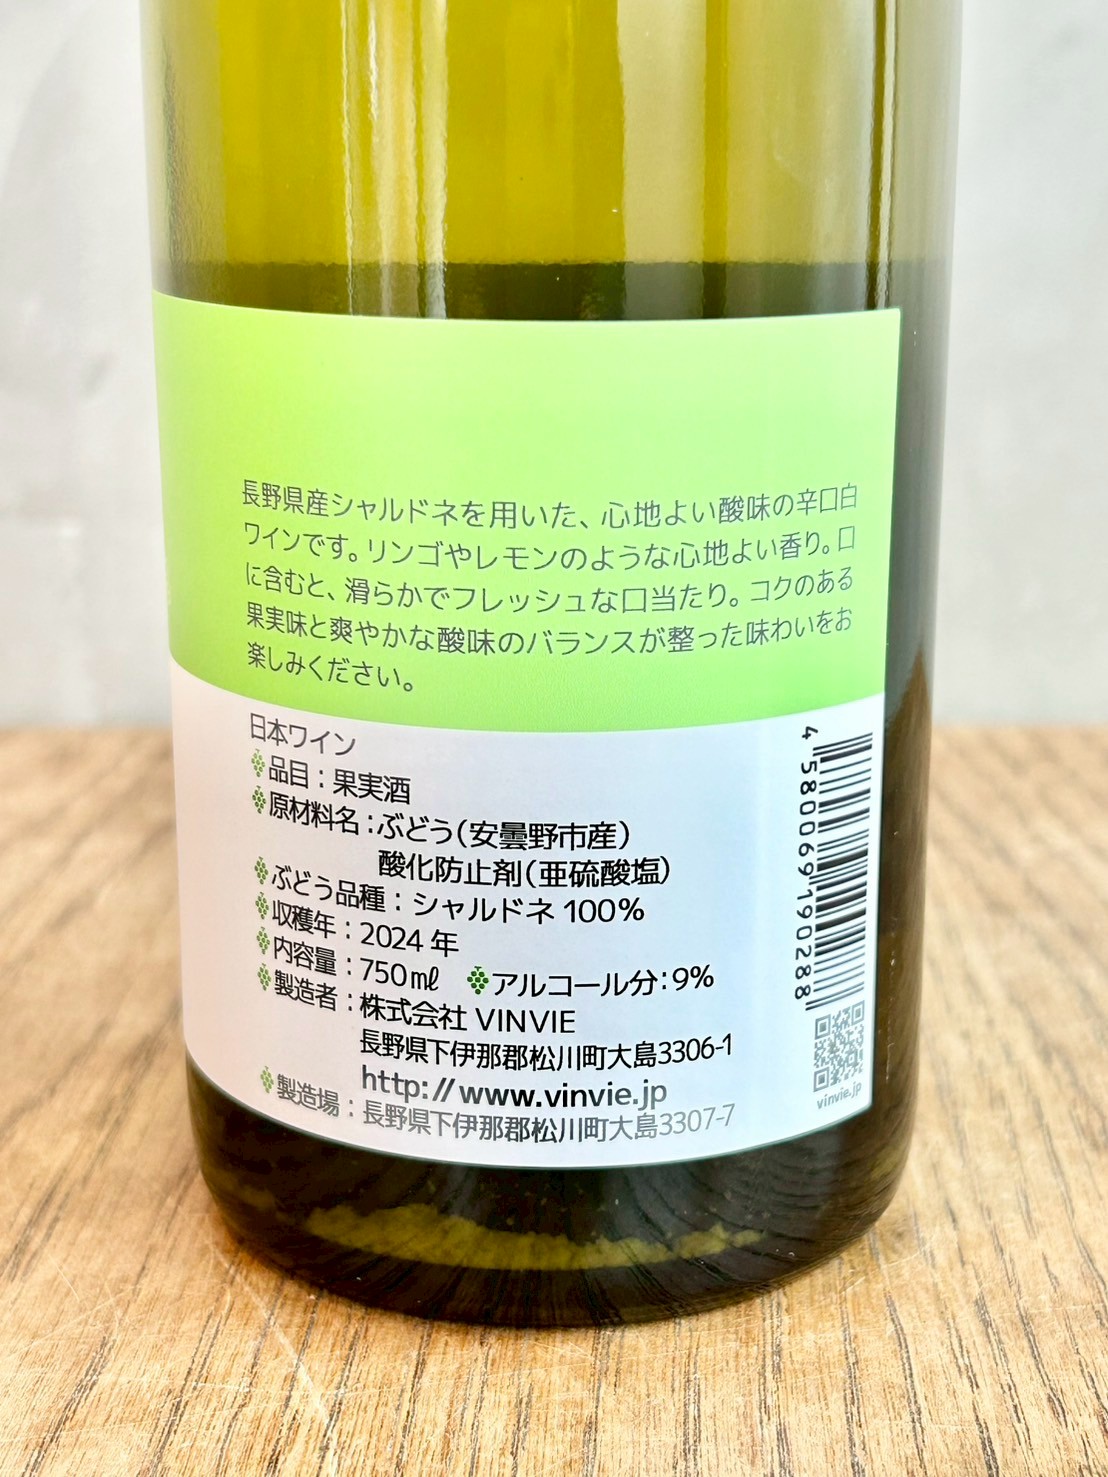 長野県産シャルドネを用いた、心地よい酸味の辛口白
ワインです。リンゴやレモンのような心地よい香り。口
に含むと、滑らかでフレッシュな口当たり。コクのある
果実味と爽やかな酸味のバランスが整った味わいをお
楽しみください。
日本ワイン
品目：果実酒
原材料名：ぶどう（安曇野市産）
酸化防止剤（亜硫酸塩）
ぶどう品種：シャルドネ 100%
収穫年：2024 年
内容量：750㎖ アルコール分：9%
製造者：株式会社 VINVIE
長野県下伊那郡松川町大島3306-1
http://www.vinvie.jp
製造場：長野県下伊那郡松川町大島3307-7
4 580069 190288
vinvie.jp